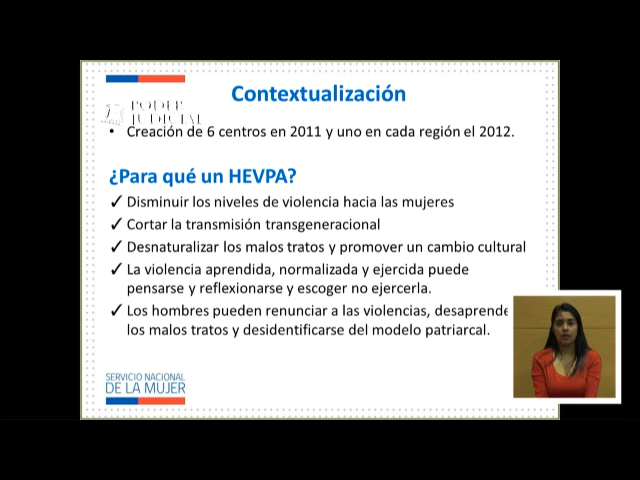 Contextualización
PODER
JUDICIAL
• Creación de 6 centros en 2011 y uno en cada región el 2012.
¿Para qué un HEVPA?
✓ Disminuir los niveles de violencia hacia las mujeres
✓ Cortar la transmisión transgeneracional
✓ Desnaturalizar los malos tratos y promover un cambio cultural
✓ La violencia aprendida, normalizada y ejercida puede
pensarse y reflexionarse y escoger no ejercerla.
✓ Los hombres pueden renunciar a las violencias, desaprende
los malos tratos y desidentificarse del modelo patriarcal.
SERVICIO NACIONAL
DE LA MUJER